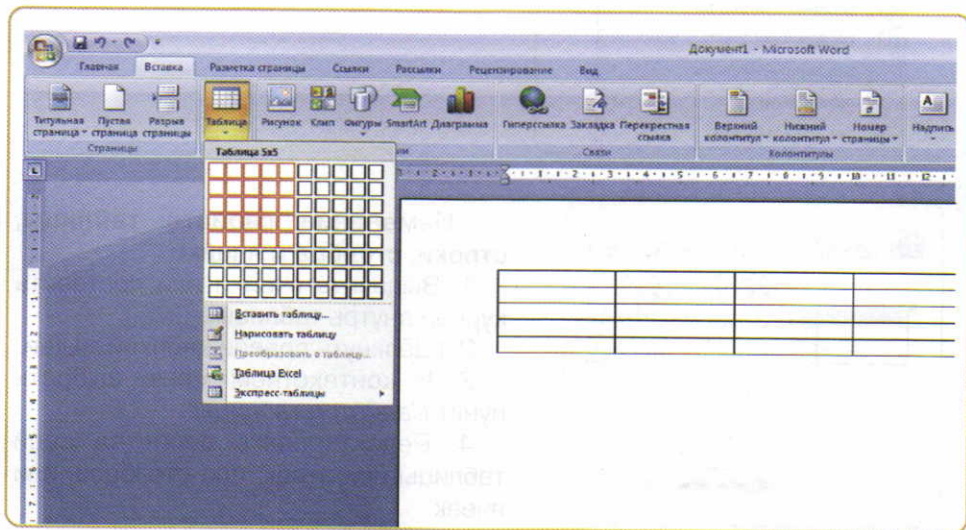 Документ1 - Microsoft Word
Главная Вставка Разметка страницы Ссылки Рассылки Рецензирование Вид
Титульная страница
Пустая страница
Разрыв страницы
Таблица
Рисунок
Клип
Фигуры
SmartArt
Диаграмма
Гиперссылка
Закладка
Перекрестная ссылка
Верхний колонтитул
Нижний колонтитул
Номер страницы
Надпись
Страницы
Связи
Колонтитулы
Таблица 5x5
Вставить таблицу...
Нарисовать таблицу
Преобразовать в таблицу...
Таблица Excel
Экспресс-таблицы